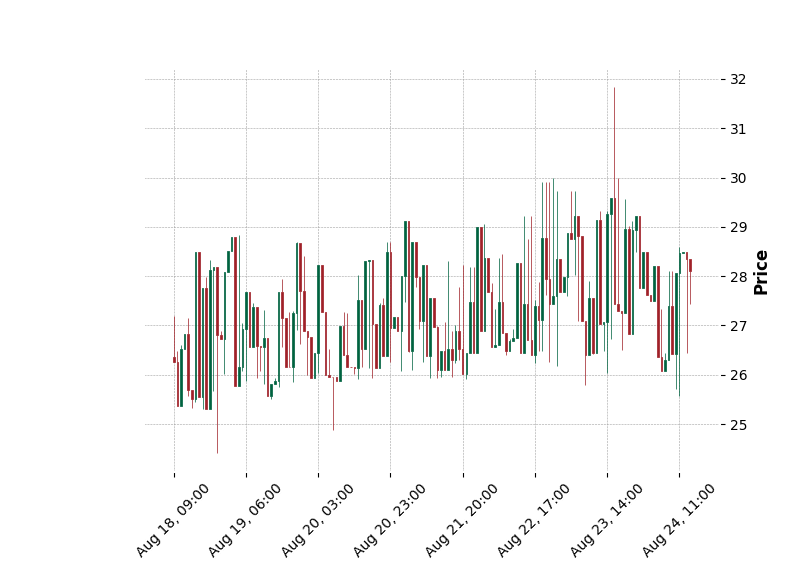 32
31
30
29
28
27
26
25
Price
Aug 18, 09:00
Aug 19, 06:00
Aug 20, 03:00
Aug 20, 23:00
Aug 21, 20:00
Aug 22, 17:00
Aug 23, 14:00
Aug 24, 11:00